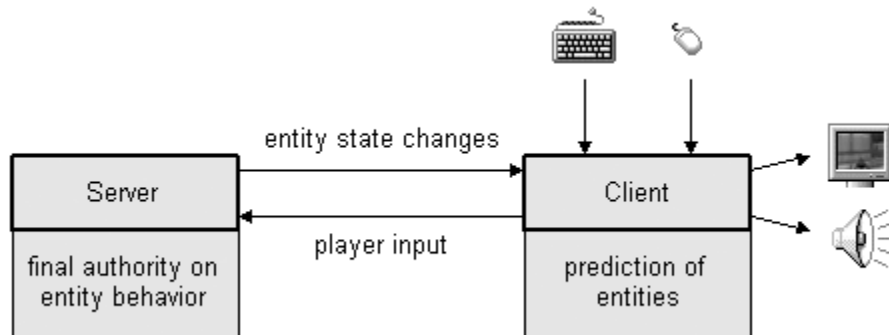 entity state changes
Server
Client
player input
final authority on
entity behavior
prediction of
entities